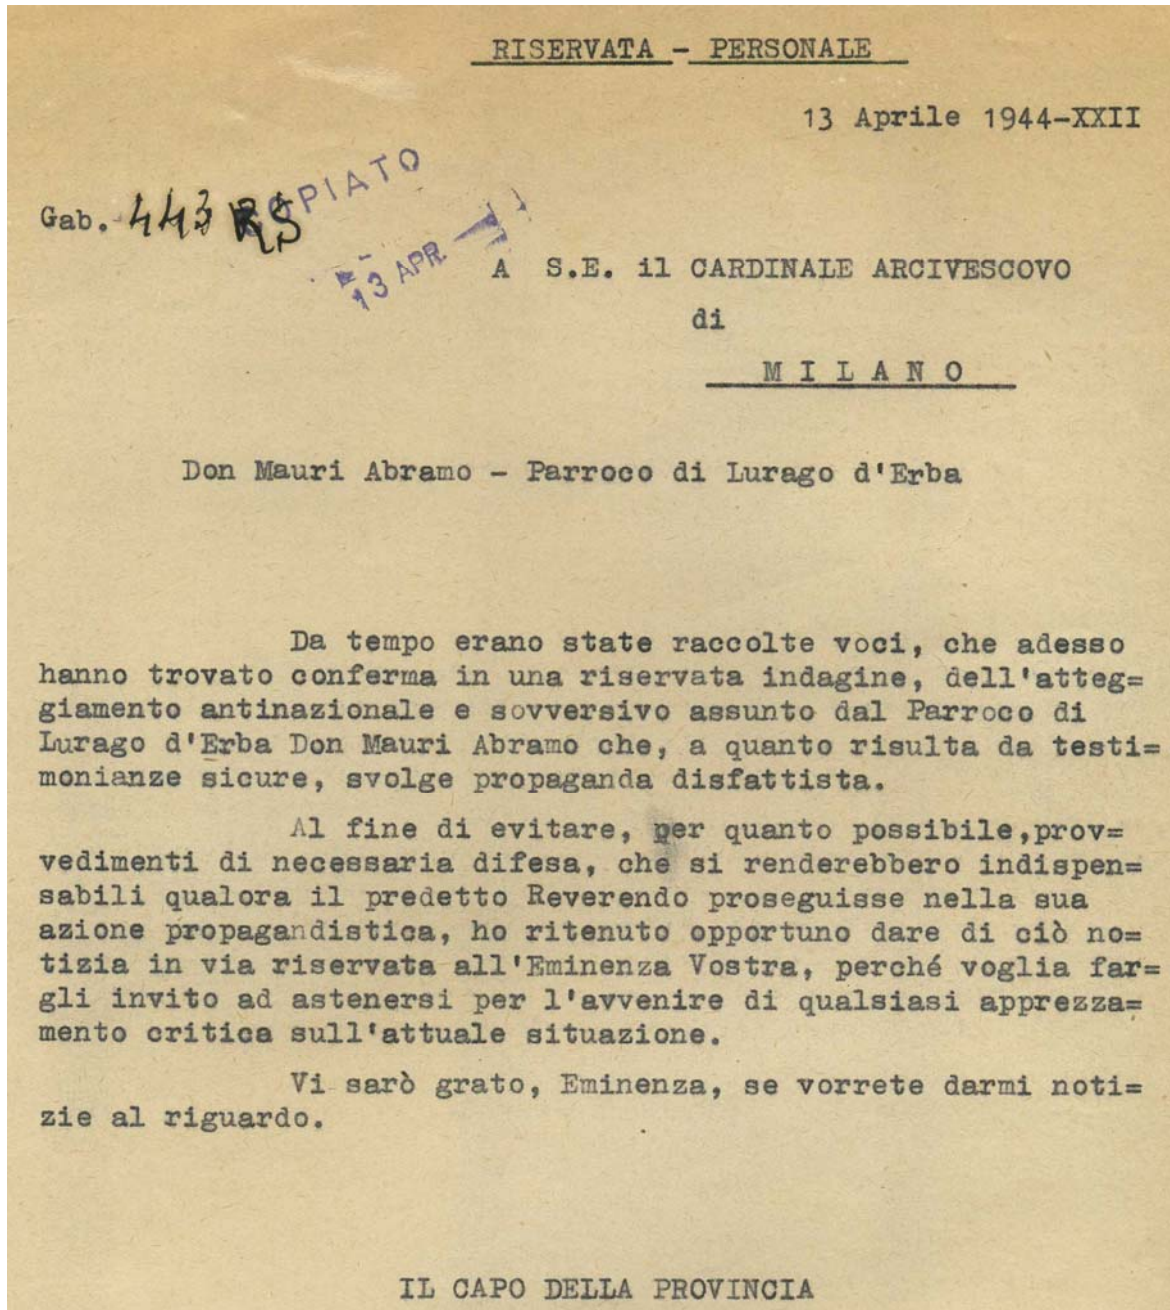 RISERVATA - PERSONALE
13 Aprile 1944-XXII
COPIATO
Gab. 443 RS
13 APR.
A S.E. il CARDINALE ARCIVESCOVO
di
M I L A N O
Don Mauri Abramo - Parroco di Lurago d'Erba
Da tempo erano state raccolte voci, che adesso
hanno trovato conferma in una riservata indagine, dell'atteg=
giamento antinazionale e sovversivo assunto dal Parroco di
Lurago d'Erba Don Mauri Abramo che, a quanto risulta da testi=
monianze sicure, svolge propaganda disfattista.
Al fine di evitare, per quanto possibile,prov=
vedimenti di necessaria difesa, che si renderebbero indispen=
sabili qualora il predetto Reverendo proseguisse nella sua
azione propagandistica, ho ritenuto opportuno dare di ciò no=
tizia in via riservata all'Eminenza Vostra, perché voglia far=
gli invito ad astenersi per l'avvenire di qualsiasi apprezza=
mento critica sull'attuale situazione.
Vi sarò grato, Eminenza, se vorrete darmi noti=
zie al riguardo.
IL CAPO DELLA PROVINCIA